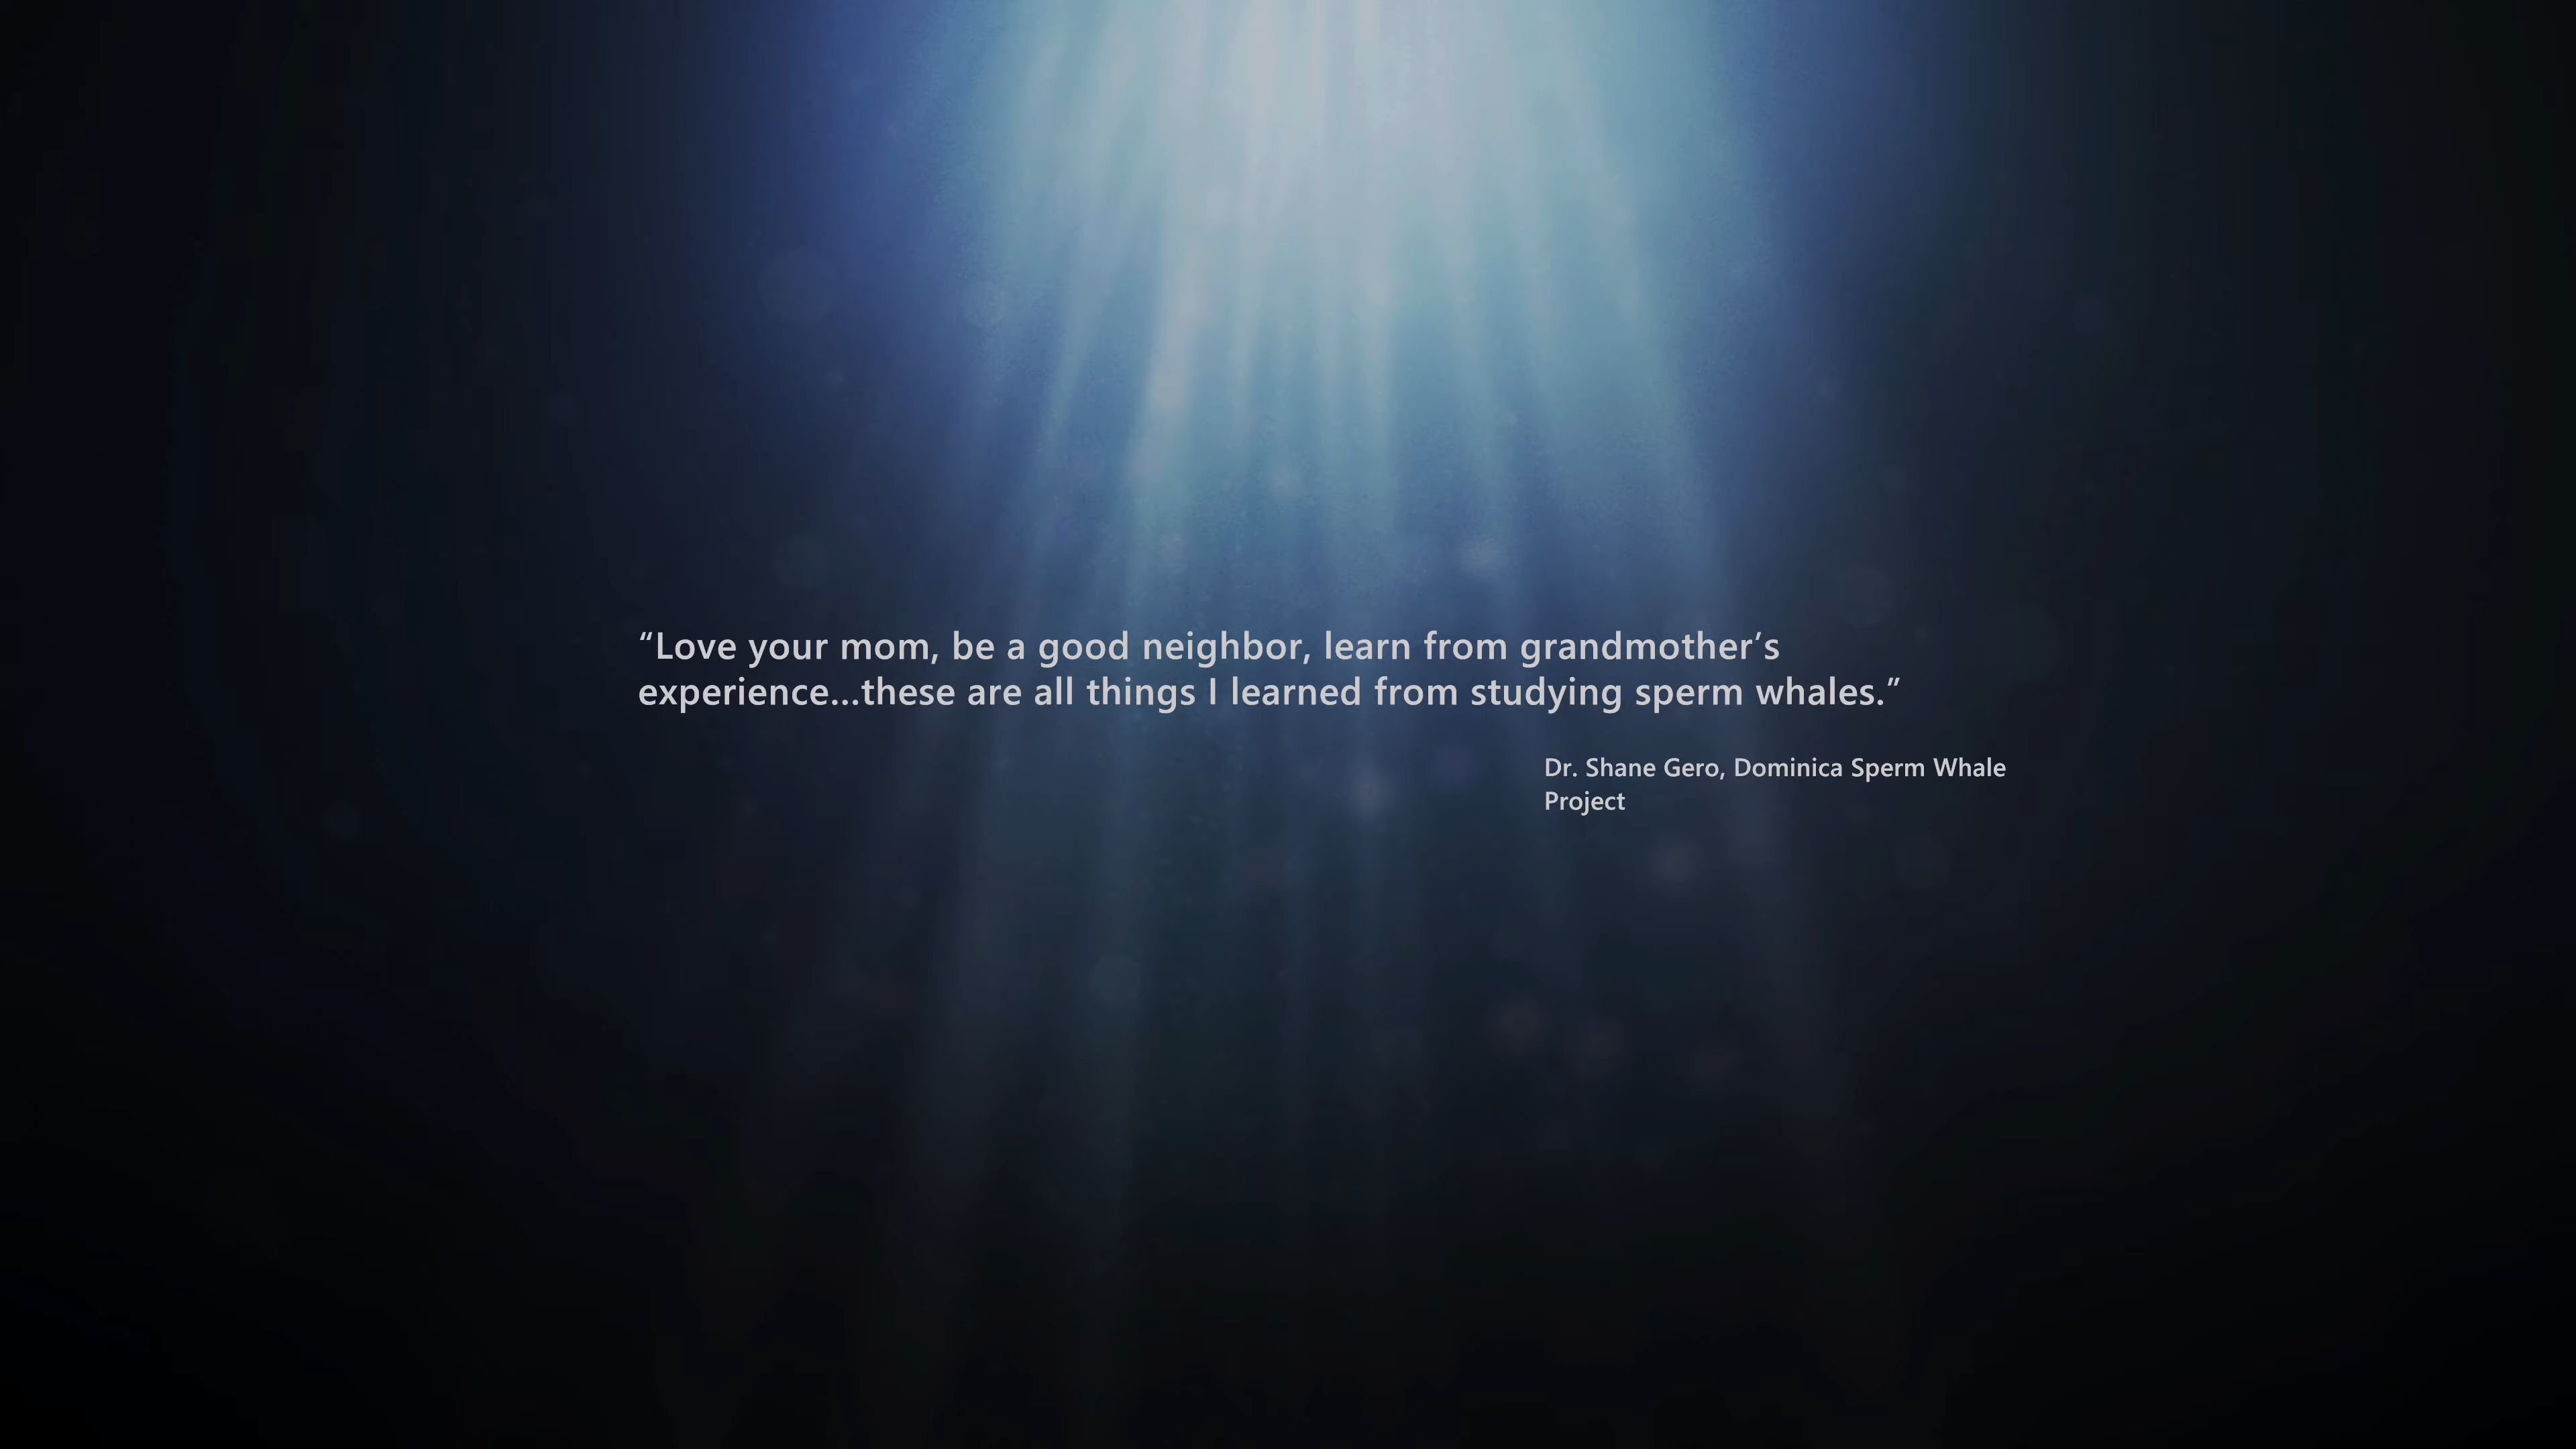 “Love your mom, be a good neighbor, learn from grandmother’s
experience...these are all things I learned from studying sperm whales.”
Dr. Shane Gero, Dominica Sperm Whale
Project